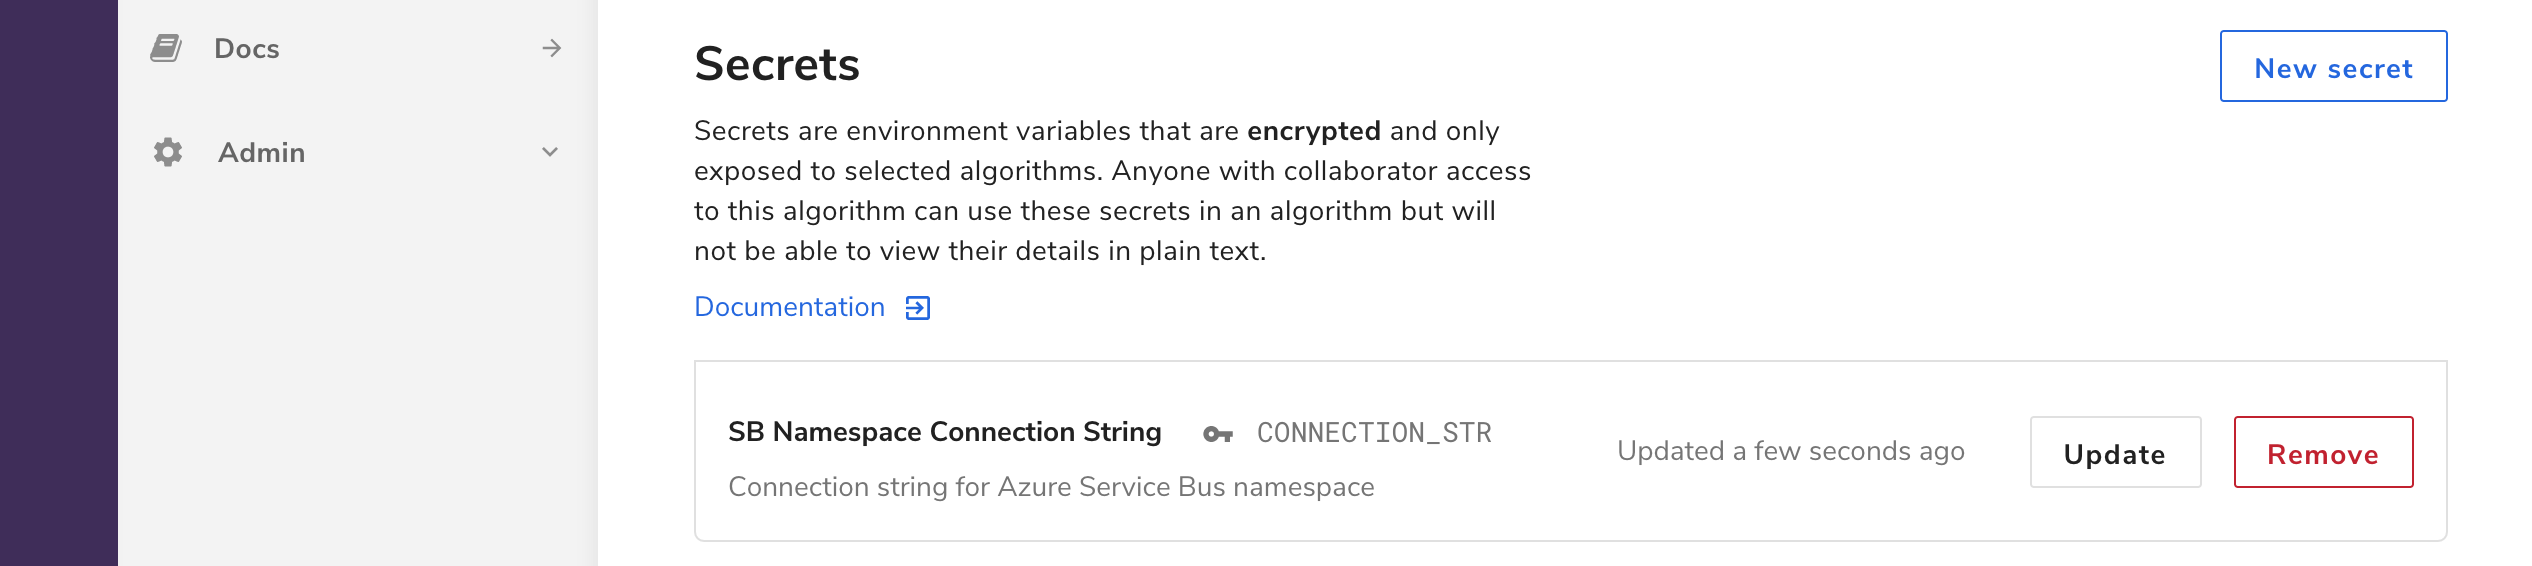 Docs
Admin
Secrets
New secret
Secrets are environment variables that are encrypted and only
exposed to selected algorithms. Anyone with collaborator access
to this algorithm can use these secrets in an algorithm but will
not be able to view their details in plain text.
Documentation
SB Namespace Connection String CONNECTION_STR
Connection string for Azure Service Bus namespace
Updated a few seconds ago
Update
Remove